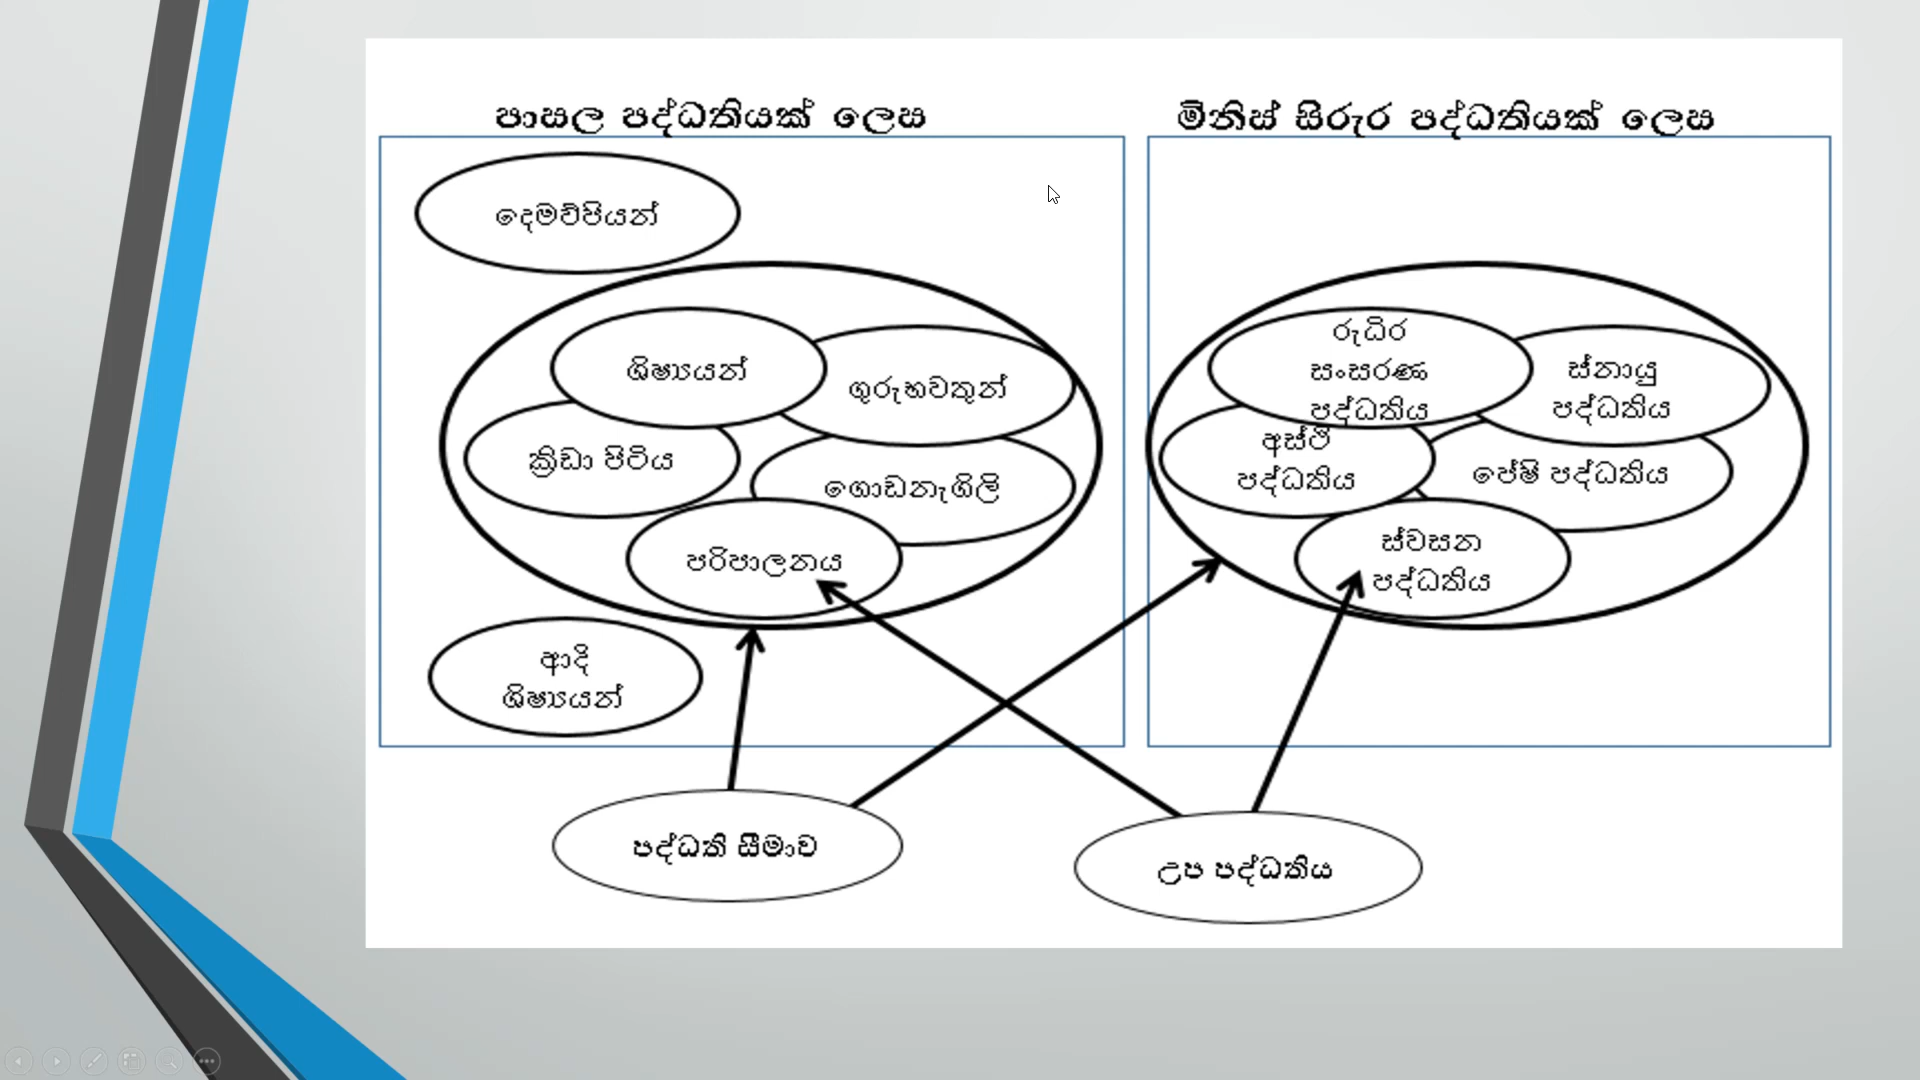 පාසල පද්ධතියක් ලෙස
දෙමව්පියන්
ශිෂ්‍යයන්
ගුරුභවතුන්
ක්‍රිඩා පිටිය
ගොඩනැගිලි
පරිපාලනය
ආදි
ශිෂ්‍යයන්
මිනිස් සිරුර පද්ධතියක් ලෙස
රුධිර
සංසරණ
පද්ධතිය
ස්නායු
පද්ධතිය
අස්ථි
පද්ධතිය
පේෂි පද්ධතිය
ස්වසන
පද්ධතිය
පද්ධති සීමාව
උප පද්ධතිය